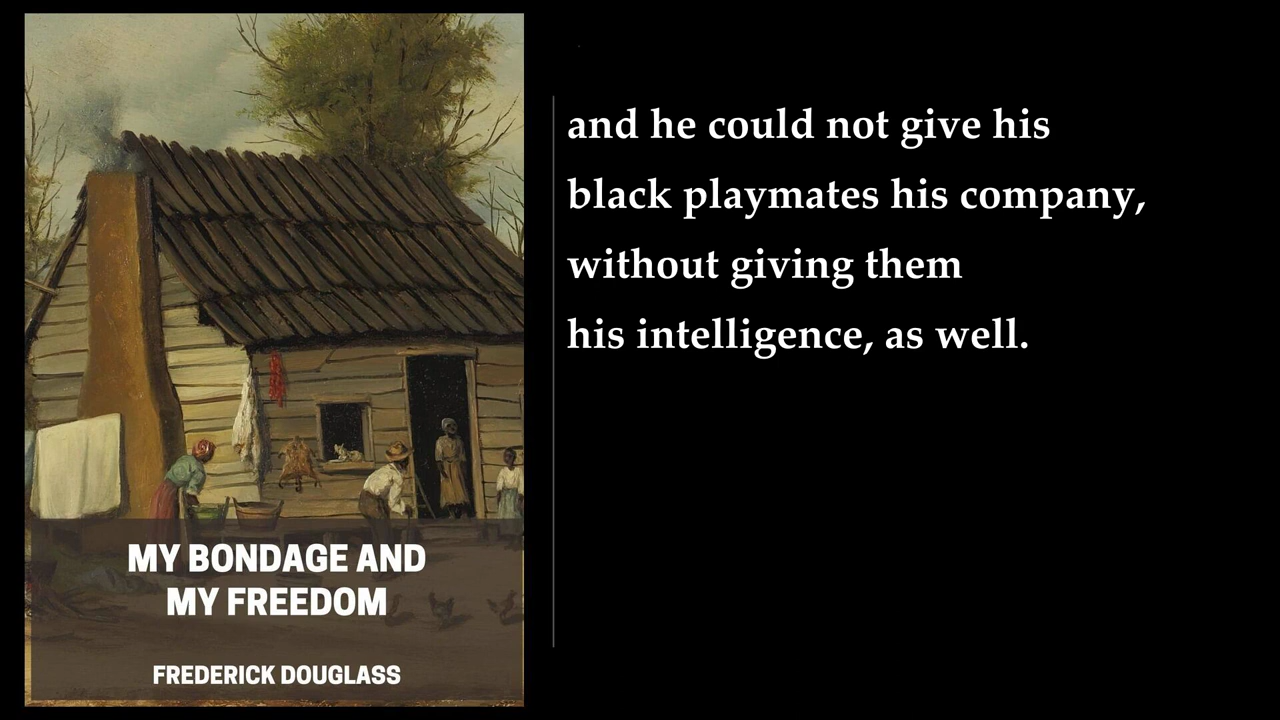 MY BONDAGE AND
MY FREEDOM
FREDERICK DOUGLASS
and he could not give his
black playmates his company,
without giving them
his intelligence, as well.